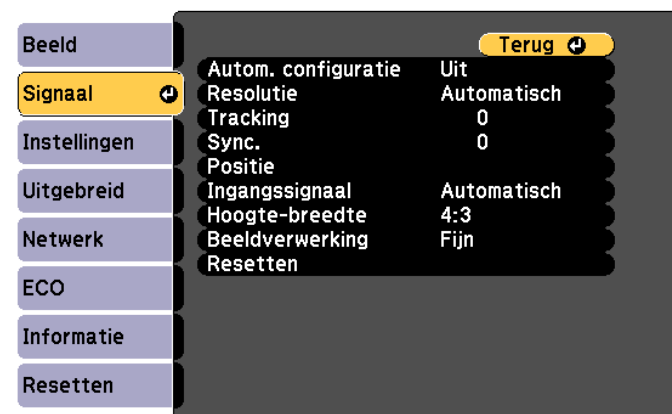 Beeld
Signaal
Instellingen
Uitgebreid
Netwerk
ECO
Informatie
Resetten
Terug
Autom. configuratie Uit
Resolutie Automatisch
Tracking 0
Sync. 0
Positie
Ingangssignaal Automatisch
Hoogte-breedte 4:3
Beeldverwerking Fijn
Resetten